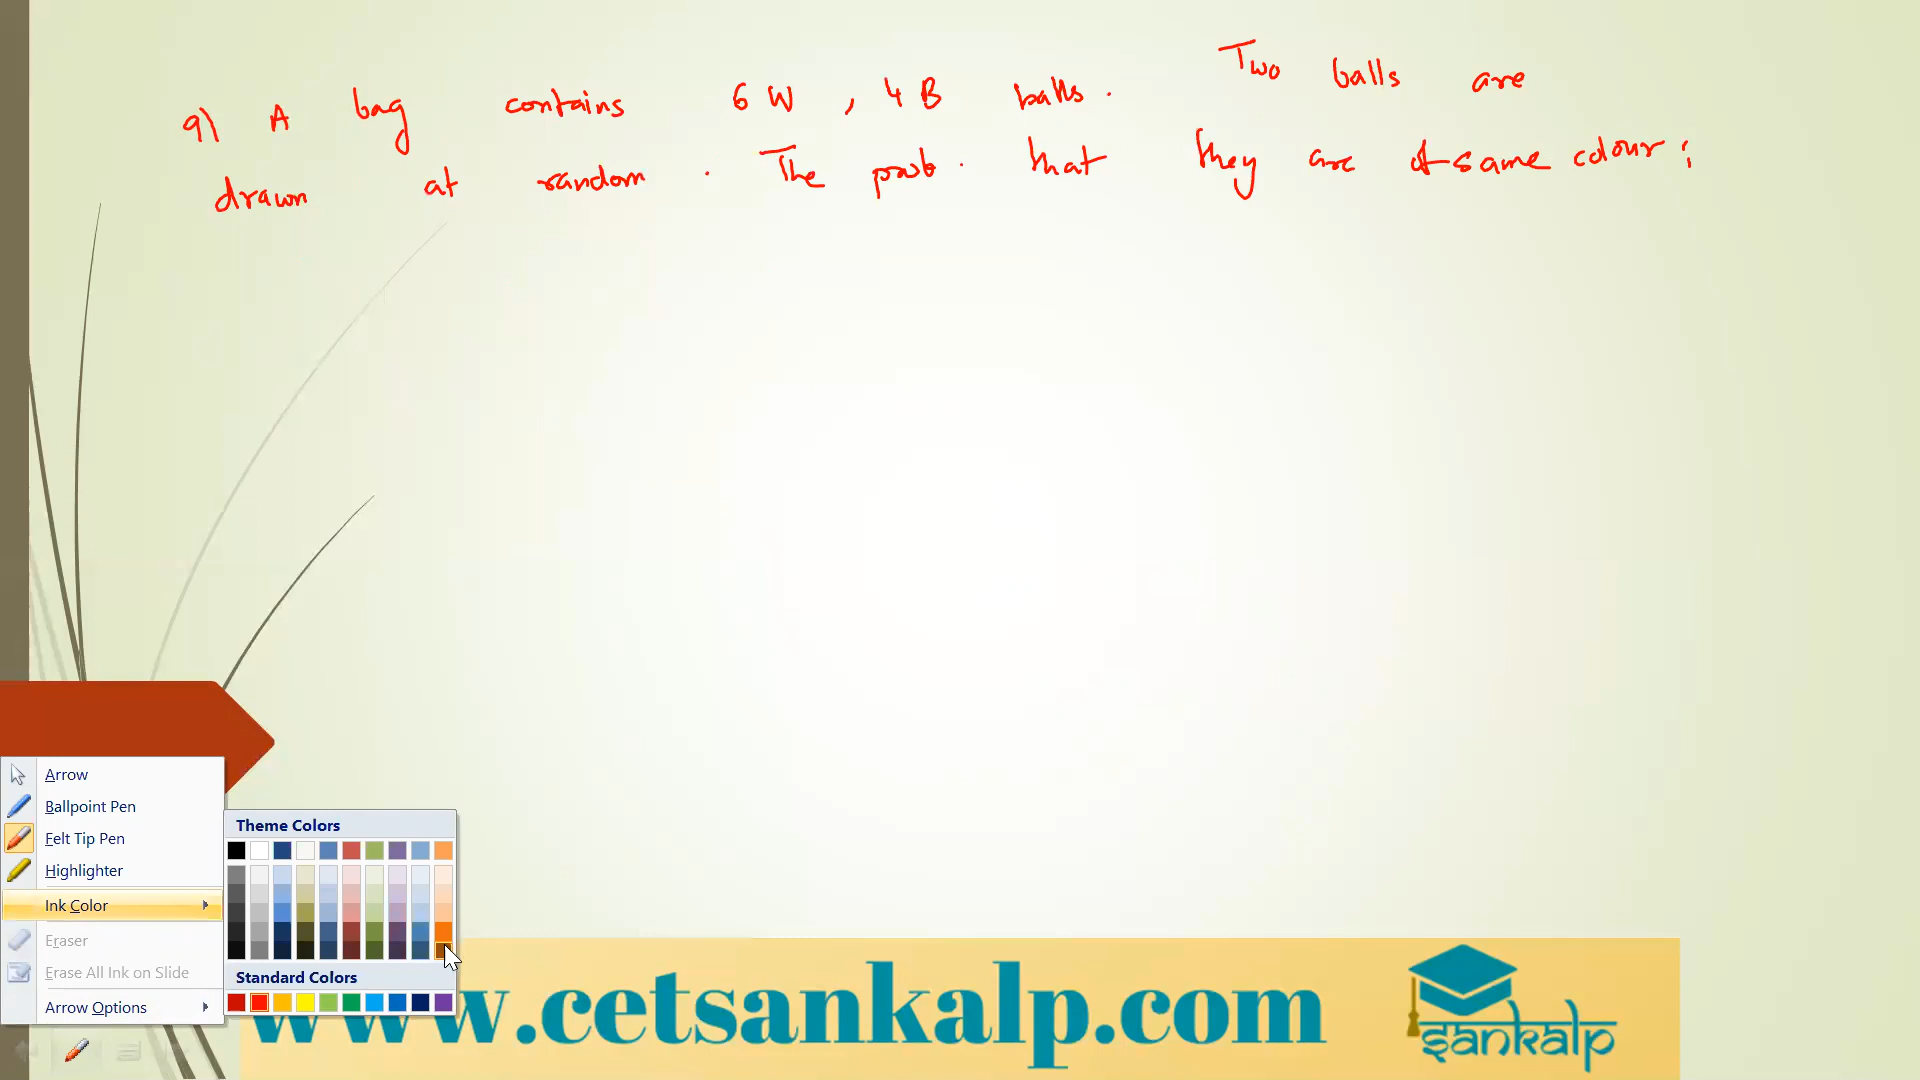 9) A bag contains 6 W , 4 B balls . Two balls are
drawn at random . The prob . that they are of same colour :
Arrow
Ballpoint Pen
Felt Tip Pen
Highlighter
Ink Color
Eraser
Erase All Ink on Slide
Arrow Options
Theme Colors
Standard Colors
w.cetsankalp.com
sankalp